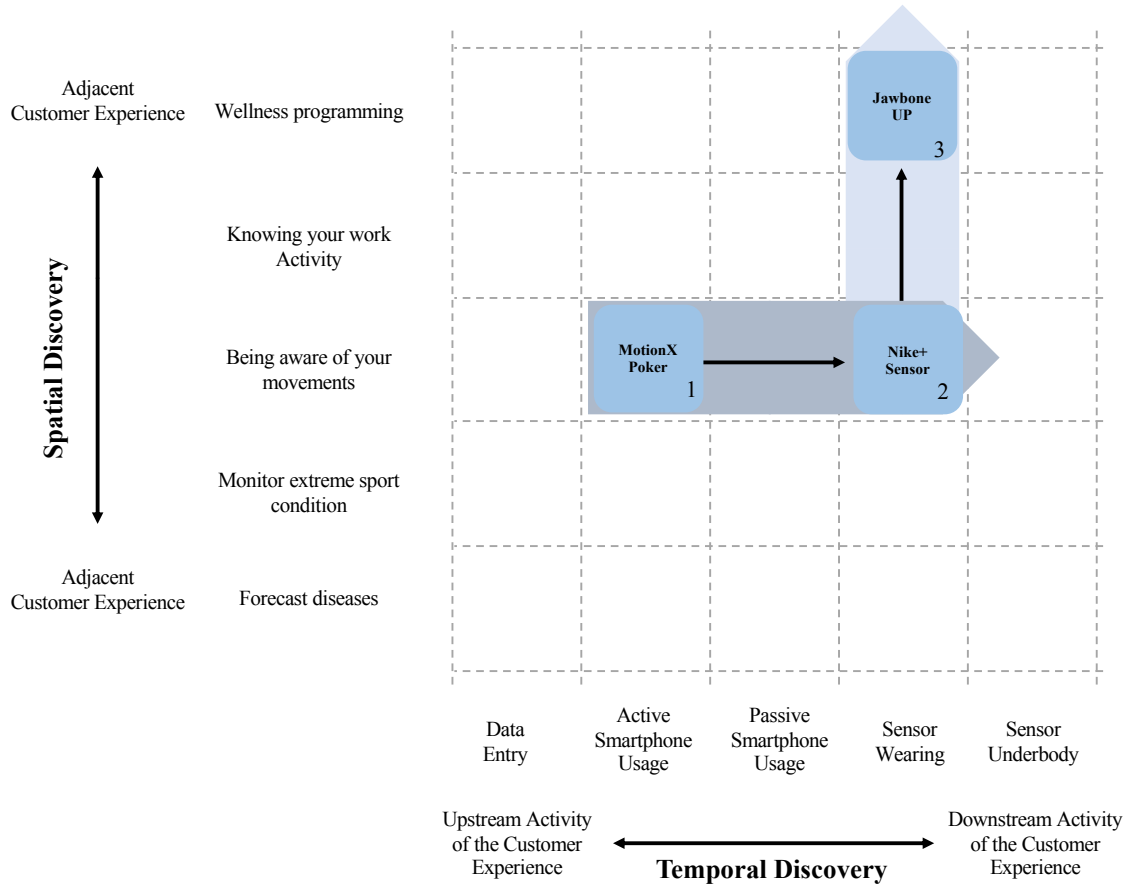 Adjacent
Customer Experience
Wellness programming
Jawbone
UP
3
Knowing your work
Activity
Spatial Discovery
Being aware of your
movements
MotionX
Poker
1
Nike+
Sensor
2
Monitor extreme sport
condition
Adjacent
Customer Experience
Forecast diseases
Data
Entry
Active
Smartphone
Usage
Passive
Smartphone
Usage
Sensor
Wearing
Sensor
Underbody
Upstream Activity
of the Customer
Experience
Temporal Discovery
Downstream Activity
of the Customer
Experience